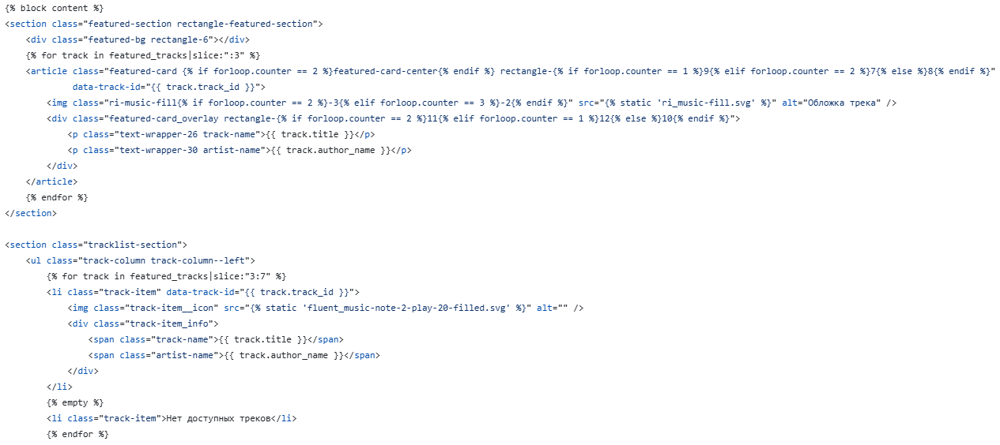 {% block content %}
<section class="featured-section rectangle-featured-section">
    <div class="featured-bg rectangle-6"></div>
    {% for track in featured_tracks|slice:":3" %}
    <article class="featured-card {% if forloop.counter == 2 %}featured-card-center{% endif %} rectangle-{% if forloop.counter == 1 %}9{% elif forloop.counter == 2 %}7{% else %}8{% endif %}"
             data-track-id="{{ track.track_id }}">
        <img class="ri-music-fill{% if forloop.counter == 2 %}-3{% elif forloop.counter == 3 %}-2{% endif %}" src="{% static 'ri_music-fill.svg' %}" alt="Обложка трека" />
        <div class="featured-card_overlay rectangle-{% if forloop.counter == 2 %}11{% elif forloop.counter == 1 %}12{% else %}10{% endif %}">
            <p class="text-wrapper-26 track-name">{{ track.title }}</p>
            <p class="text-wrapper-30 artist-name">{{ track.author_name }}</p>
        </div>
    </article>
    {% endfor %}
</section>

<section class="tracklist-section">
    <ul class="track-column track-column--left">
        {% for track in featured_tracks|slice:"3:7" %}
        <li class="track-item" data-track-id="{{ track.track_id }}">
            <img class="track-item__icon" src="{% static 'fluent_music-note-2-play-20-filled.svg' %}" alt="" />
            <div class="track-item_info">
                <span class="track-name">{{ track.title }}</span>
                <span class="artist-name">{{ track.author_name }}</span>
            </div>
        </li>
        {% empty %}
        <li class="track-item">Нет доступных треков</li>
        {% endfor %}